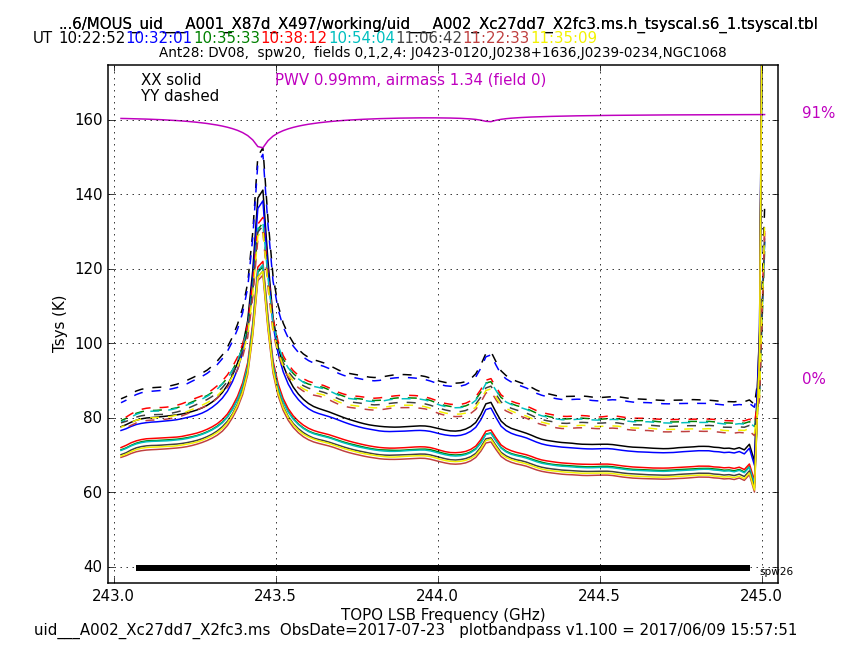 ...6/MOUS_uid___A001_X87d_X497/working/uid___A002_Xc27dd7_X2fc3.ms.h_tsyscal.s6_1.tsyscal.tbl
UT 10:22:52 10:32:01 10:35:33 10:38:12 10:54:04 11:06:42 11:22:33 11:35:09
Ant28: DV08, spw20, fields 0,1,2,4: J0423-0120,J0238+1636,J0239-0234,NGC1068
XX solid PWV 0.99mm, airmass 1.34 (field 0)
YY dashed
91%
0%
160
140
120
100
80
60
40
Tsys (K)
spw26
243.0 243.5 244.0 244.5 245.0
TOPO LSB Frequency (GHz)
uid___A002_Xc27dd7_X2fc3.ms ObsDate=2017-07-23 plotbandpass v1.100 = 2017/06/09 15:57:51